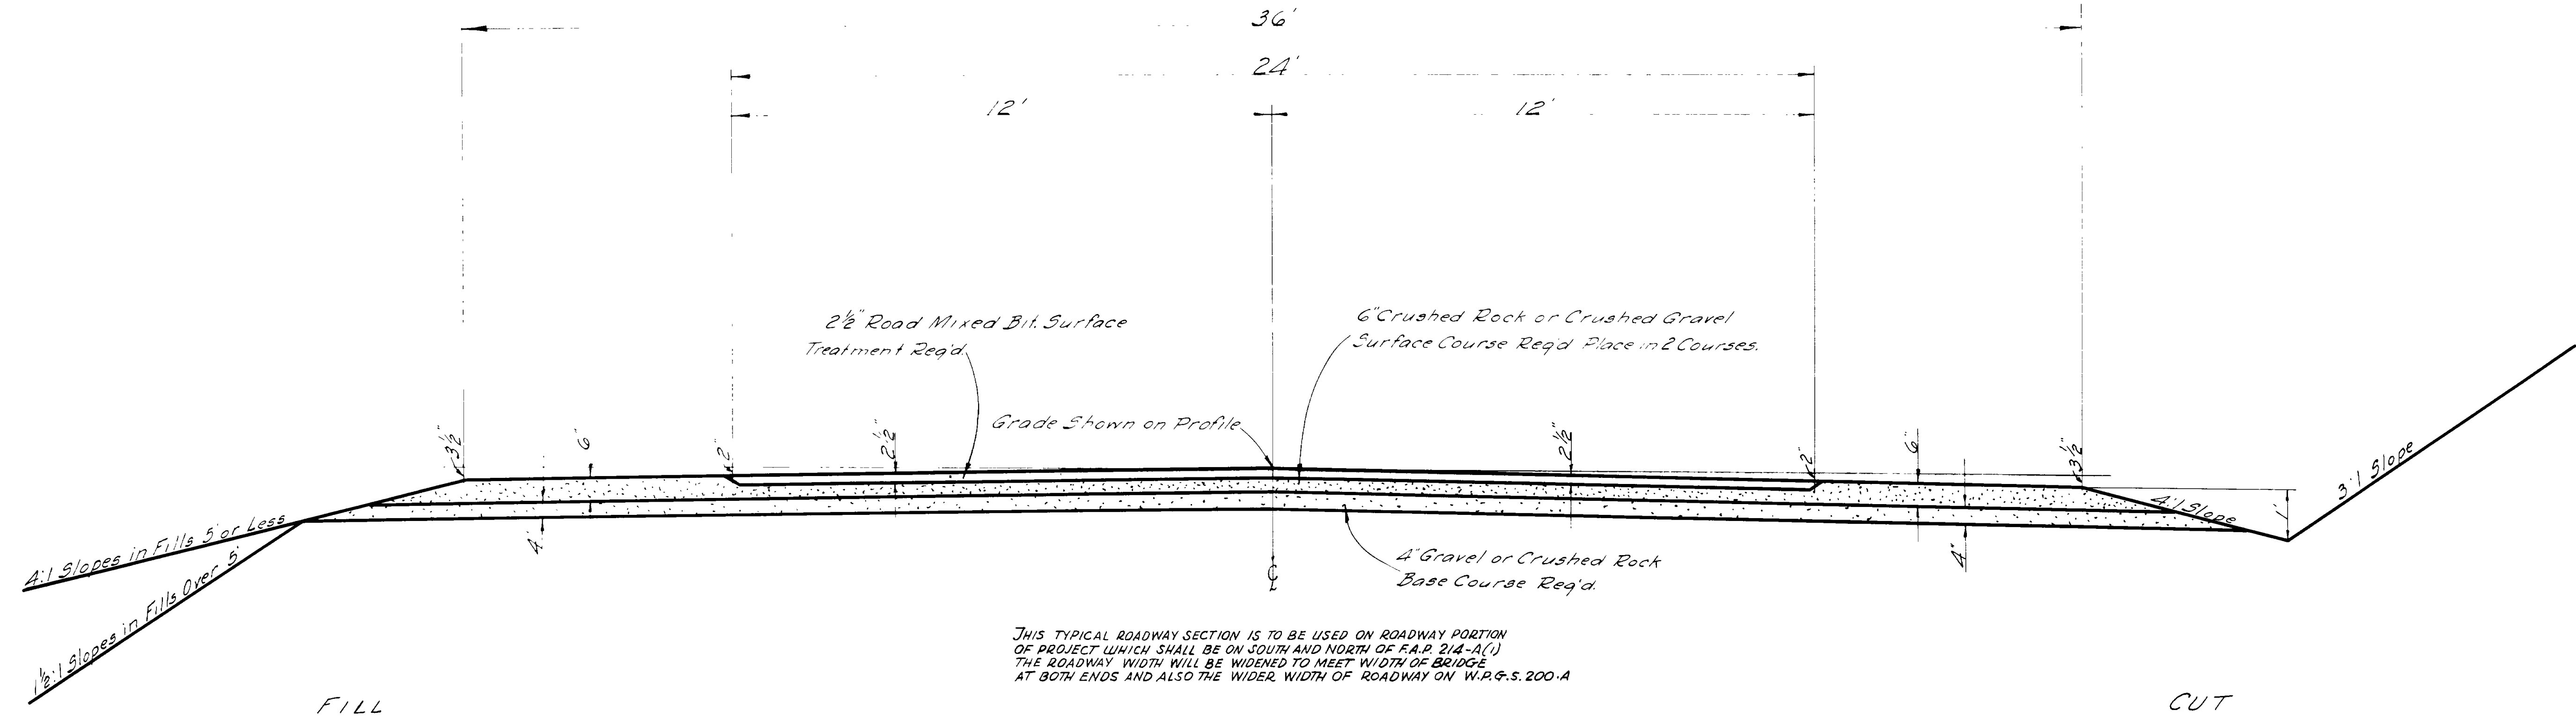 36'
24'
12' 12'
2½" Road Mixed Bit. Surface
Treatment Req'd.
6" Crushed Rock or Crushed Gravel
Surface Course Req'd Place in 2 Courses.
Grade Shown on Profile
3½" 6" 2" 2½" 2½" 2" 6" 3½"
3:1 Slope
4:1 Slope
1'
4:1 Slopes in Fills 5' or Less
1½:1 Slopes in Fills Over 5'
4" 4"
4" Gravel or Crushed Rock
Base Course Req'd.
℄
THIS TYPICAL ROADWAY SECTION IS TO BE USED ON ROADWAY PORTION
OF PROJECT WHICH SHALL BE ON SOUTH AND NORTH OF F.A.P. 214-A(1)
THE ROADWAY WIDTH WILL BE WIDENED TO MEET WIDTH OF BRIDGE
AT BOTH ENDS AND ALSO THE WIDER WIDTH OF ROADWAY ON W.P.G.S. 200-A
FILL CUT